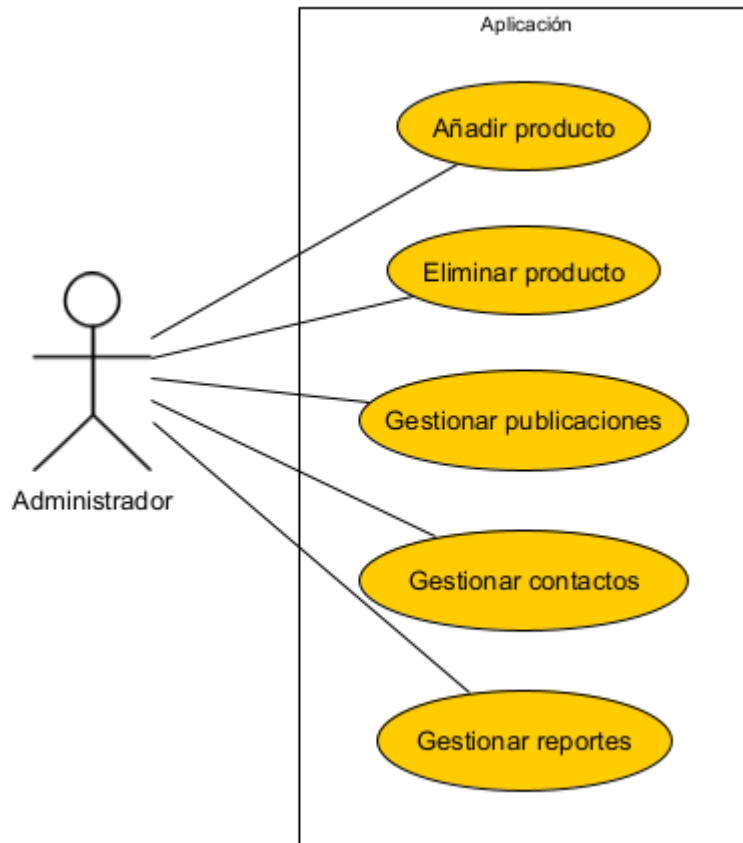 Aplicación
Añadir producto
Eliminar producto
Gestionar publicaciones
Administrador
Gestionar contactos
Gestionar reportes